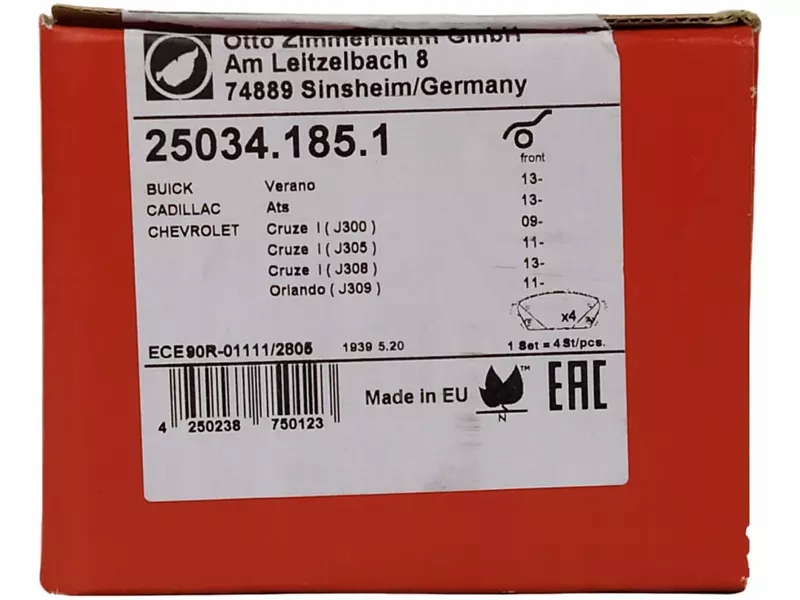 Otto Zimmermann GmbH
Am Leitzelbach 8
74889 Sinsheim/Germany
25034.185.1
front
BUICK Verano 13-
CADILLAC Ats 13-
CHEVROLET Cruze I ( J300 ) 09-
Cruze I ( J305 ) 11-
Cruze I ( J308 ) 13-
Orlando ( J309 ) 11-
x4
ECE90R-01111/2805 1939 5.20 1 Set = 4St/pcs.
Made in EU TM EAC
N
4 250238 750123